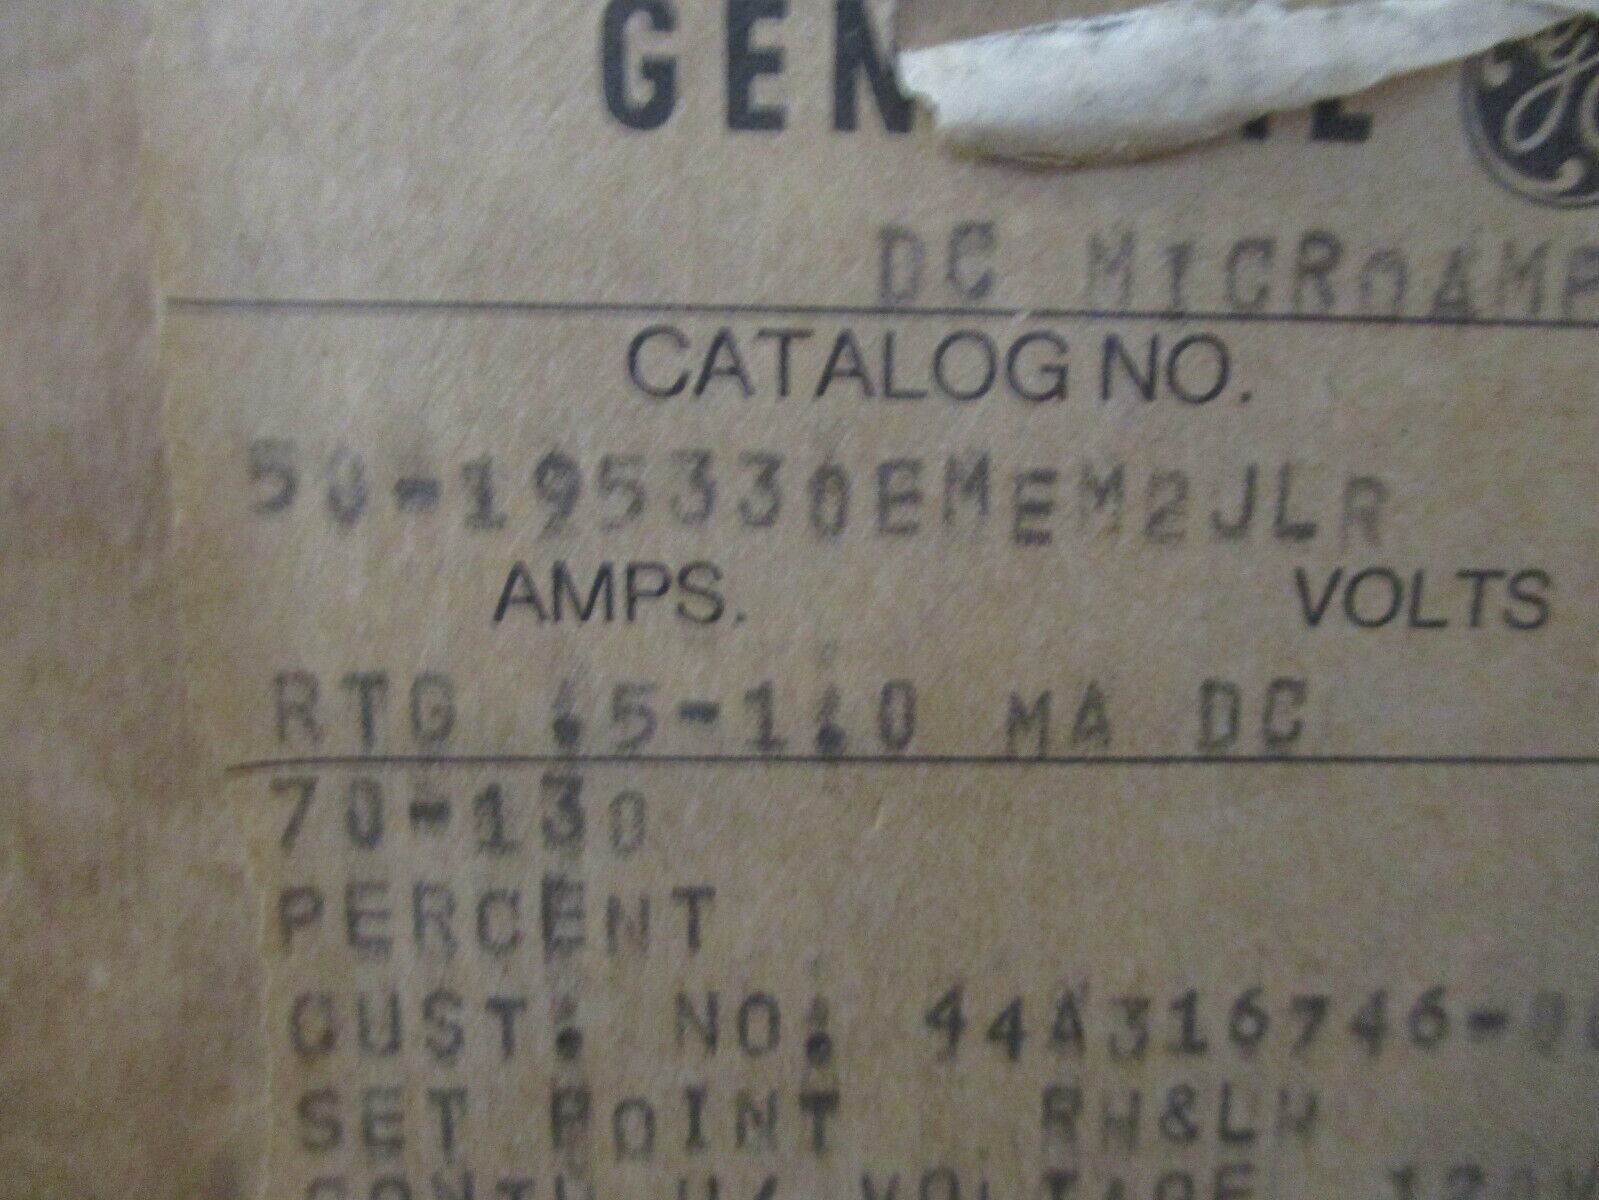 GEN
DC MICROAMP
CATALOG NO.
50-195330EMEM2JLR
AMPS. VOLTS
RTG .5-1.0 MA DC
70-130
PERCENT
CUST. NO. 44A316746-
SET POINT RH&LH
VOLTAGE